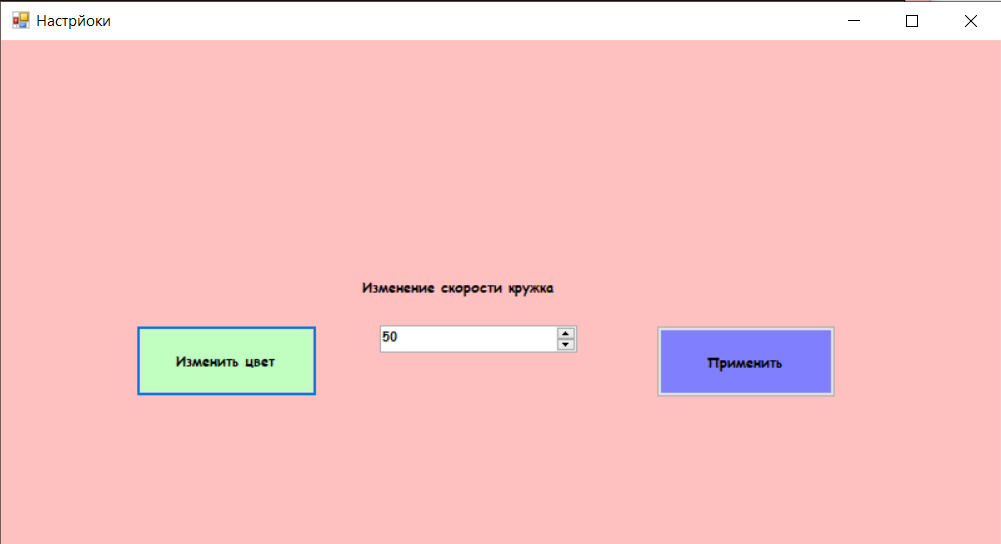 Настрйоки
Изменение скорости кружка
50
Изменить цвет
Применить